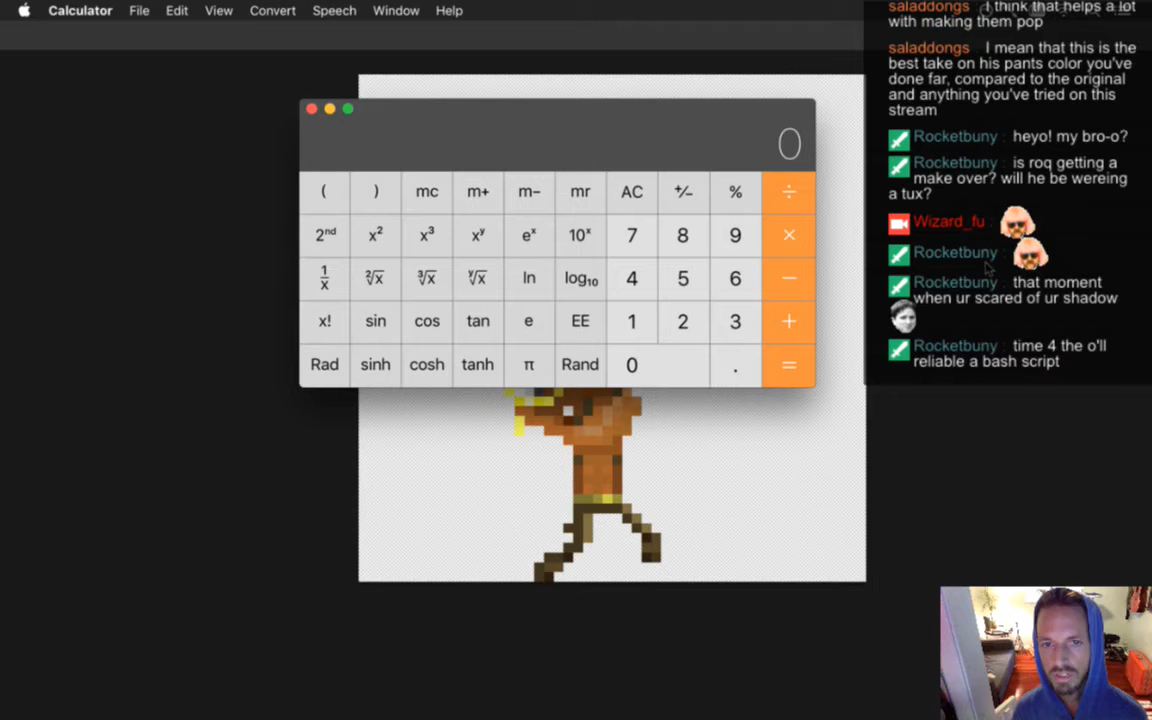 Calculator File Edit View Convert Speech Window Help
0
( ) mc m+ m− mr AC +⁄− % ÷
2nd x² x³ xʸ eˣ 10ˣ 7 8 9 ×
1/x ²√x ³√x ʸ√x ln log₁₀ 4 5 6 −
x! sin cos tan e EE 1 2 3 +
Rad sinh cosh tanh π Rand 0 . =
saladdongs I think that helps a lot
with making them pop
saladdongs I mean that this is the
best take on his pants color you've
done far, compared to the original
and anything you've tried on this
stream
Rocketbuny : heyo! my bro-o?
Rocketbuny : is roq getting a
make over? will he be wereing
a tux?
Wizard_fu :
Rocketbuny :
Rocketbuny : that moment
when ur scared of ur shadow
Rocketbuny : time 4 the o'll
reliable a bash script